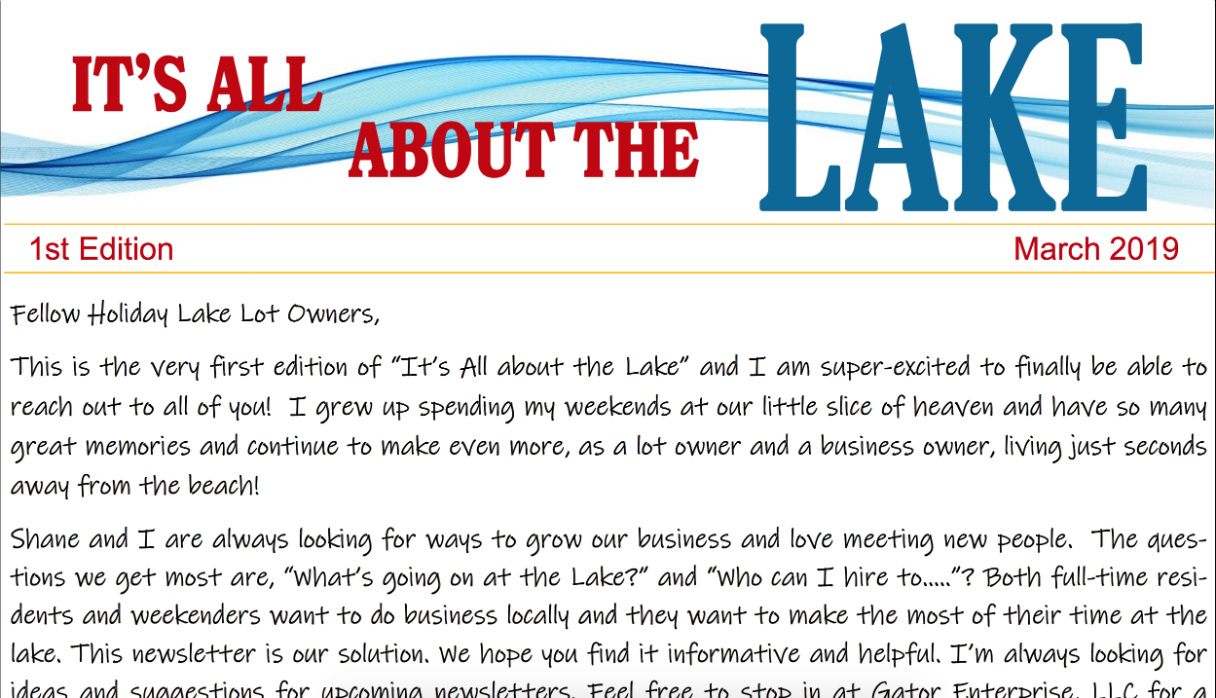 IT'S ALL
ABOUT THE
LAKE
1st Edition
March 2019
Fellow Holiday Lake Lot Owners,
This is the very first edition of “It's All about the Lake” and I am super-excited to finally be able to
reach out to all of you!  I grew up spending my weekends at our little slice of heaven and have so many
great memories and continue to make even more, as a lot owner and a business owner, living just seconds
away from the beach!
Shane and I are always looking for ways to grow our business and love meeting new people.  The ques-
tions we get most are, “What's going on at the Lake?” and “Who can I hire to.....”? Both full-time resi-
dents and weekenders want to do business locally and they want to make the most of their time at the
lake. This newsletter is our solution. We hope you find it informative and helpful. I'm always looking for
ideas and suggestions for upcoming newsletters. Feel free to stop in at Gator Enterprise, LLC for a